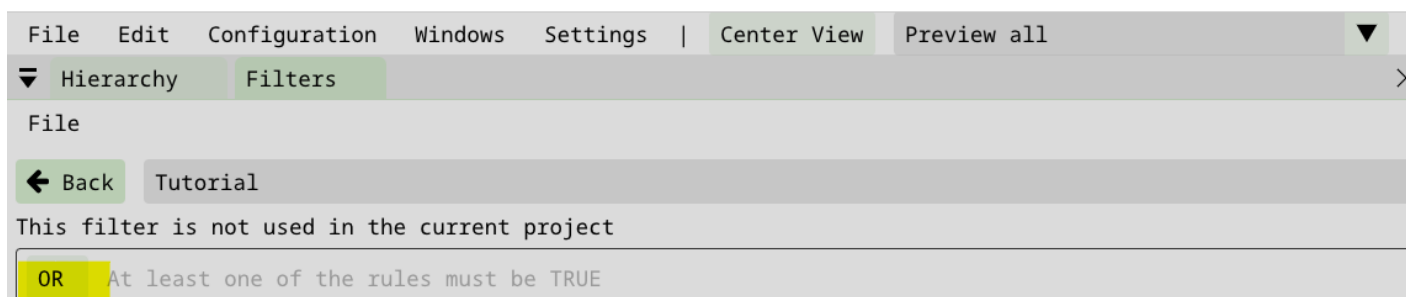 File Edit Configuration Windows Settings | Center View Preview all
Hierarchy Filters
File
Back Tutorial
This filter is not used in the current project
OR At least one of the rules must be TRUE